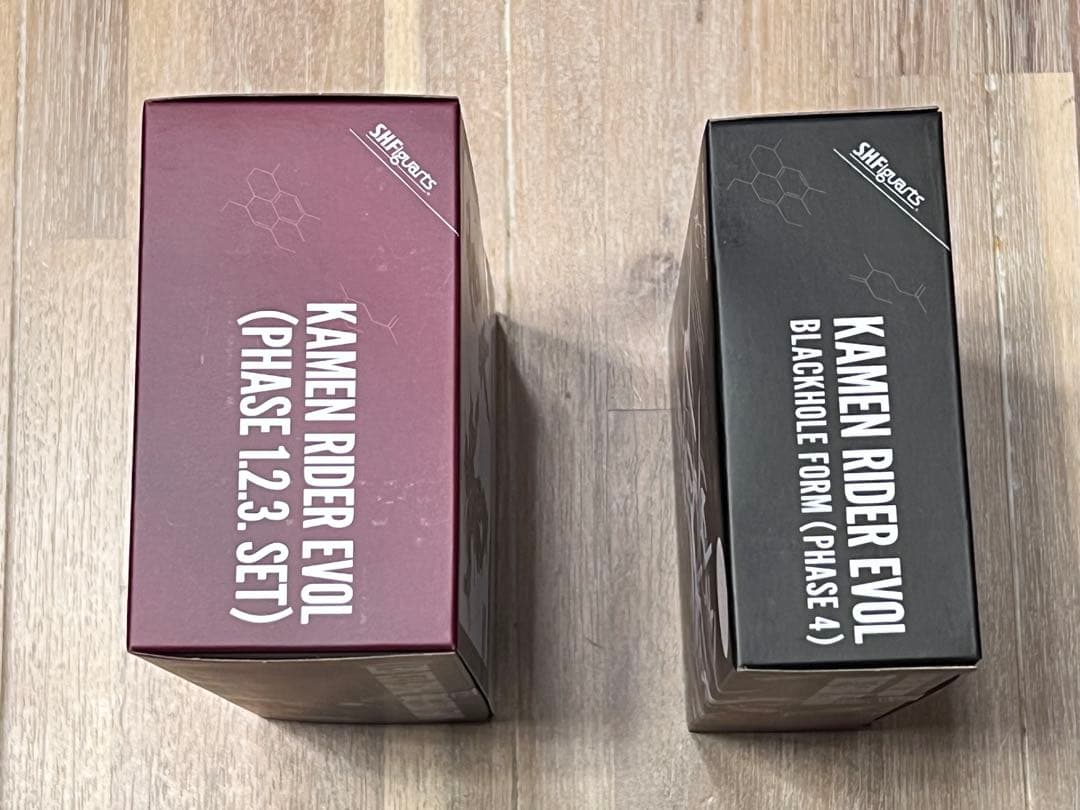 SHFiguarts
KAMEN RIDER EVOL
(PHASE 1.2.3. SET)
SHFiguarts
KAMEN RIDER EVOL
BLACKHOLE FORM (PHASE 4)